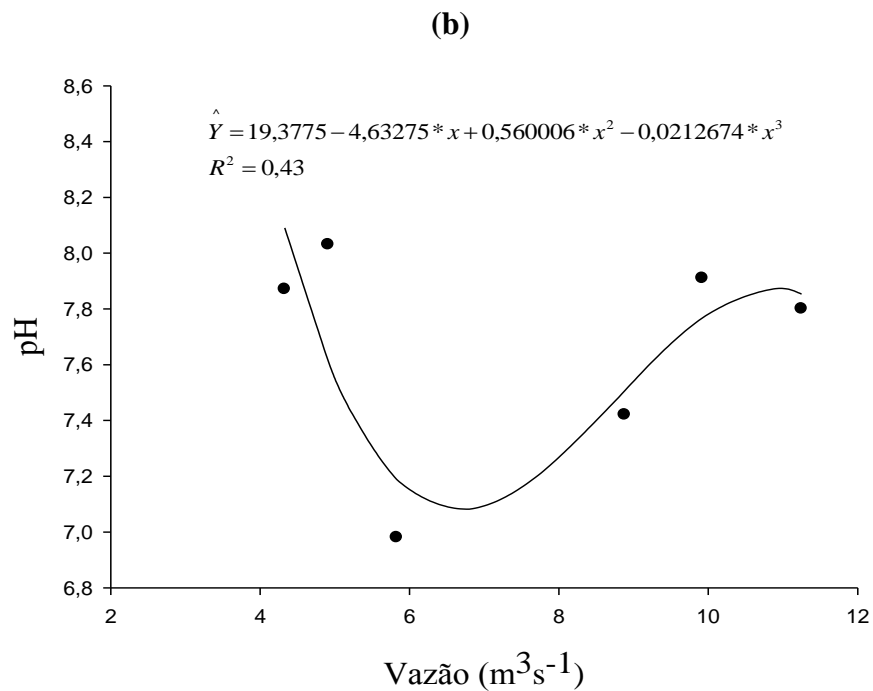 (b)
8,6
8,4
8,2
8,0
7,8
7,6
7,4
7,2
7,0
6,8
pH
Ŷ = 19,3775 − 4,63275 * x + 0,560006 * x² − 0,0212674 * x³
R² = 0,43
2 4 6 8 10 12
Vazão (m³s⁻¹)